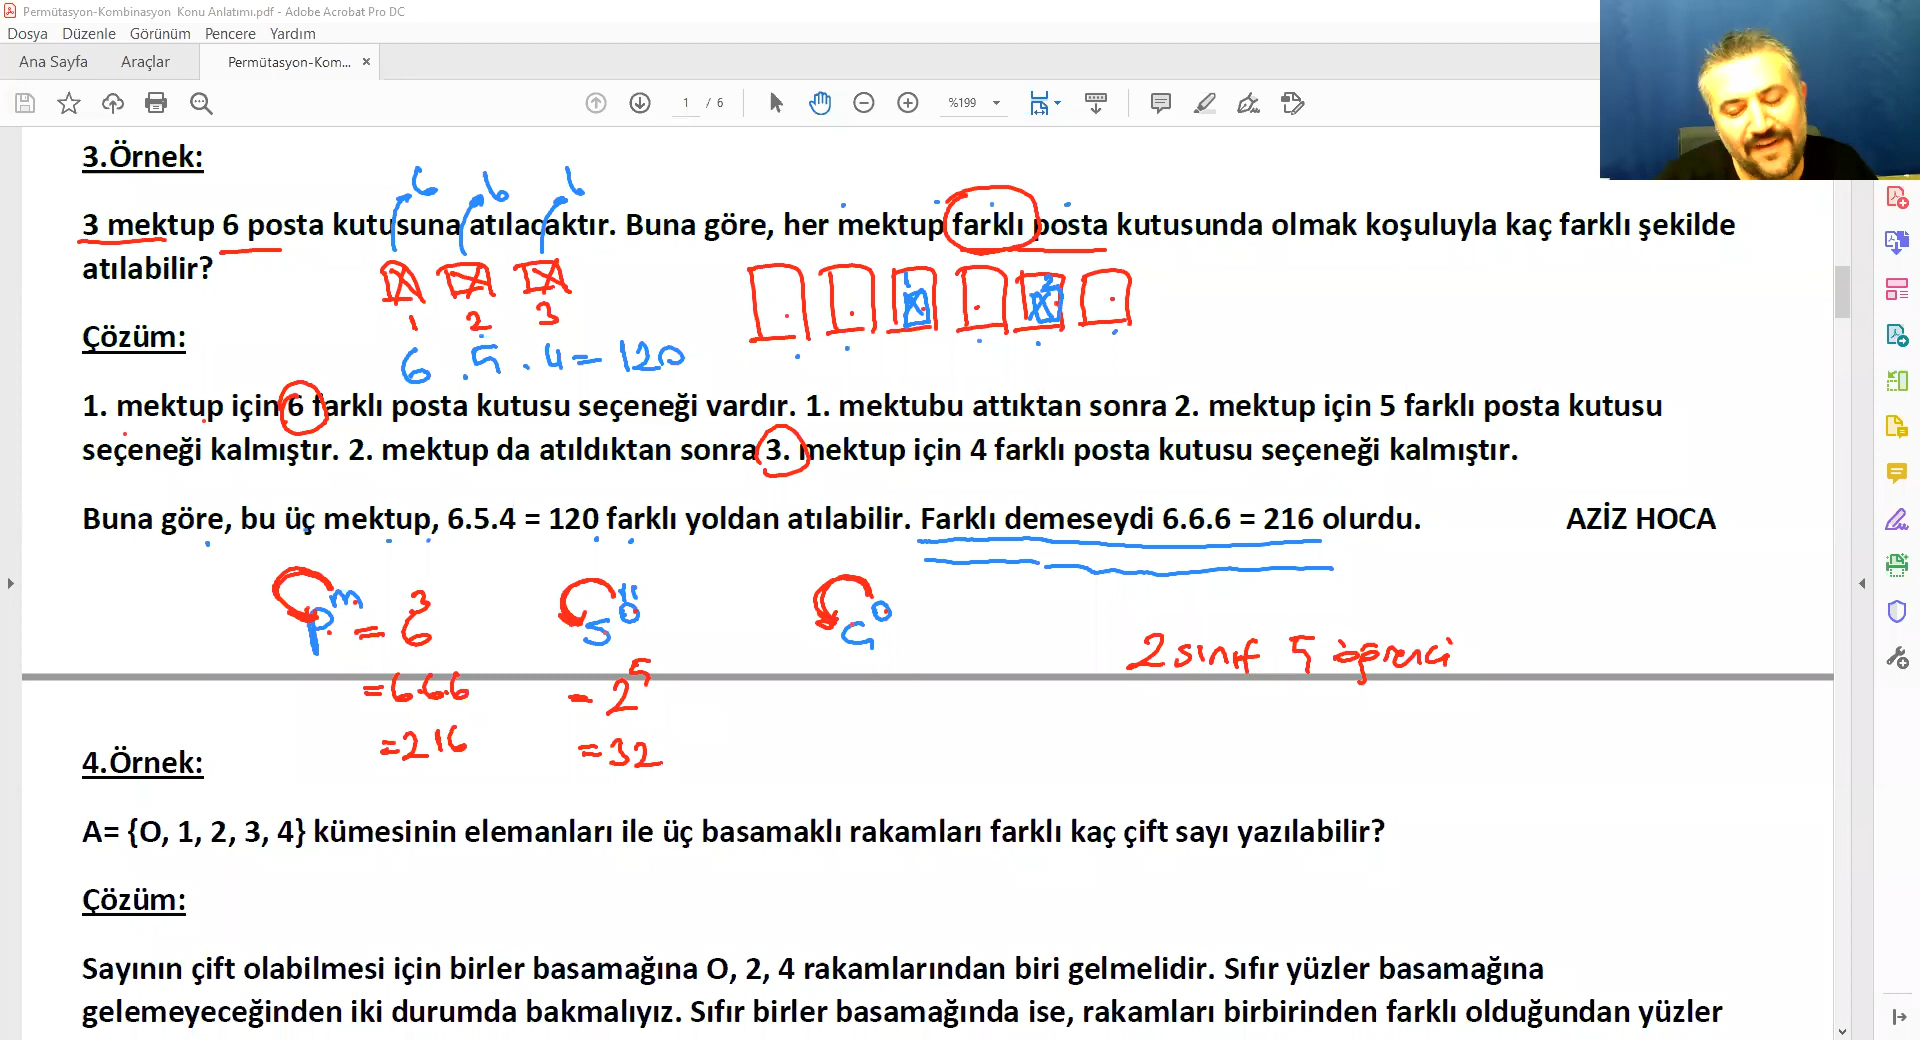 Permütasyon-Kombinasyon Konu Anlatımı.pdf - Adobe Acrobat Pro DC
Dosya Düzenle Görünüm Pencere Yardım
Ana Sayfa Araçlar Permütasyon-Kom... ×
1 / 6 %199
3.Örnek:
6 6 6
3 mektup 6 posta kutusuna atılacaktır. Buna göre, her mektup farklı posta kutusunda olmak koşuluyla kaç farklı şekilde
atılabilir?
1 2
1 2 3
Çözüm:
6 . 5 . 4 = 120
1. mektup için 6 farklı posta kutusu seçeneği vardır. 1. mektubu attıktan sonra 2. mektup için 5 farklı posta kutusu
seçeneği kalmıştır. 2. mektup da atıldıktan sonra 3. mektup için 4 farklı posta kutusu seçeneği kalmıştır.
Buna göre, bu üç mektup, 6.5.4 = 120 farklı yoldan atılabilir. Farklı demeseydi 6.6.6 = 216 olurdu. AZİZ HOCA
P^m = 6^3 S^Ö G^O
2 sınıf 5 öğrenci
= 6.6.6 = 2^5
= 216 = 32
4.Örnek:
A= {O, 1, 2, 3, 4} kümesinin elemanları ile üç basamaklı rakamları farklı kaç çift sayı yazılabilir?
Çözüm:
Sayının çift olabilmesi için birler basamağına O, 2, 4 rakamlarından biri gelmelidir. Sıfır yüzler basamağına
gelemeyeceğinden iki durumda bakmalıyız. Sıfır birler basamağında ise, rakamları birbirinden farklı olduğundan yüzler